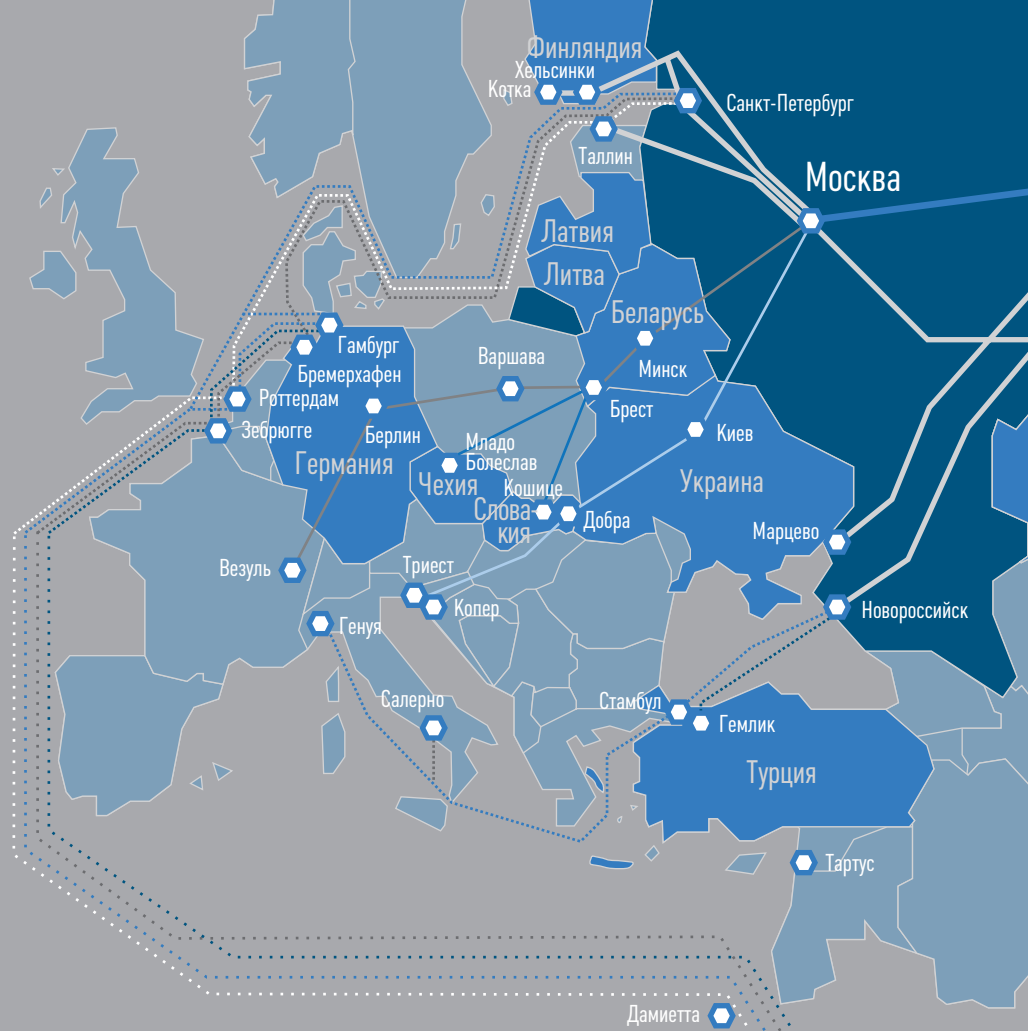 Финляндия
Хельсинки
Котка
Санкт-Петербург
Таллин
Москва
Латвия
Литва
Беларусь
Гамбург
Варшава
Минск
Бремерхафен
Роттердам
Брест
Зебрюгге
Берлин
Киев
Младо
Болеслав
Германия
Чехия
Кошице
Украина
Слова-
кия
Добра
Марцево
Везуль
Триест
Копер
Новороссийск
Генуя
Салерно
Стамбул
Гемлик
Турция
Тартус
Дамиетта